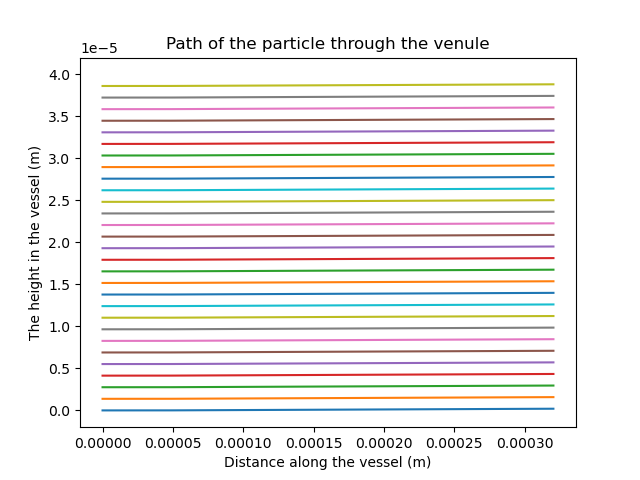 Path of the particle through the venule
1e−5
4.0
3.5
3.0
2.5
2.0
1.5
1.0
0.5
0.0
The height in the vessel (m)
0.00000 0.00005 0.00010 0.00015 0.00020 0.00025 0.00030
Distance along the vessel (m)